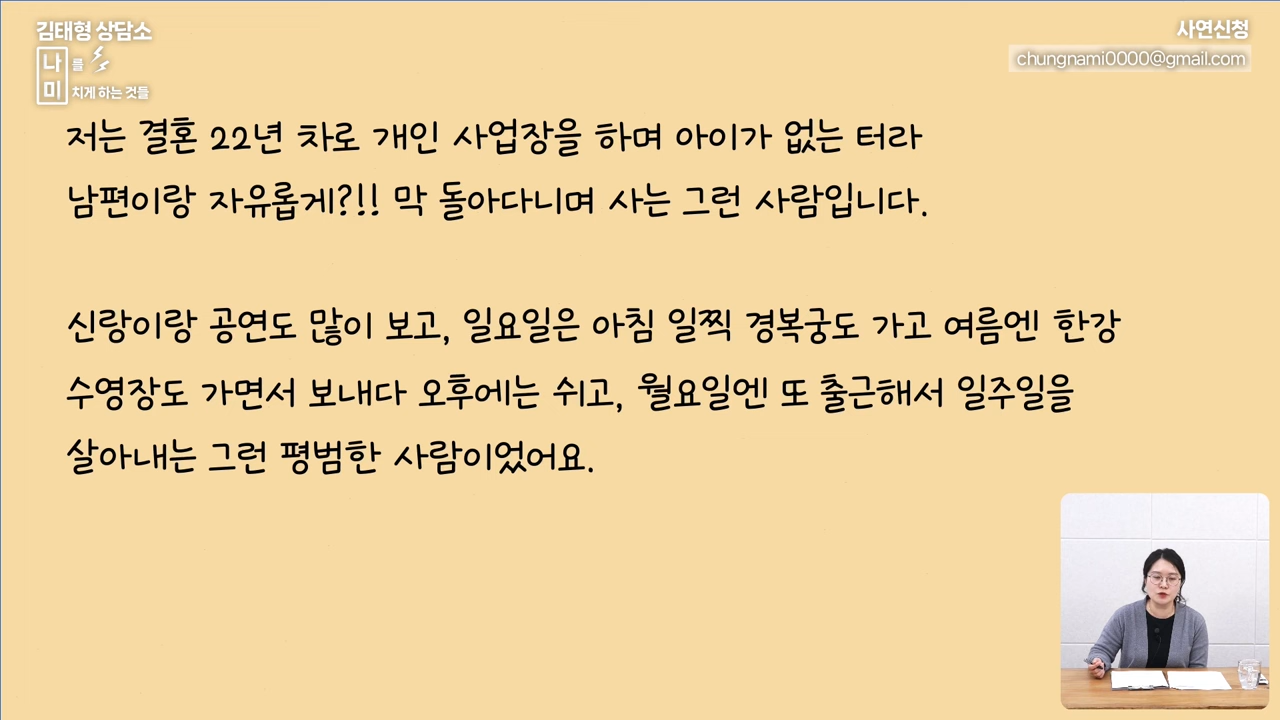 김태형 상담소
나를
미치게 하는 것들
사연신청
chungnami0000@gmail.com
저는 결혼 22년 차로 개인 사업장을 하며 아이가 없는 터라
남편이랑 자유롭게?!! 막 돌아다니며 사는 그런 사람입니다.
신랑이랑 공연도 많이 보고, 일요일은 아침 일찍 경복궁도 가고 여름엔 한강
수영장도 가면서 보내다 오후에는 쉬고, 월요일엔 또 출근해서 일주일을
살아내는 그런 평범한 사람이었어요.